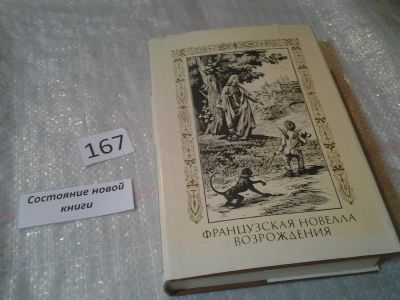 167
Состояние новой
книги
ФРАНЦУЗСКАЯ НОВЕЛЛА
ВОЗРОЖДЕНИЯ